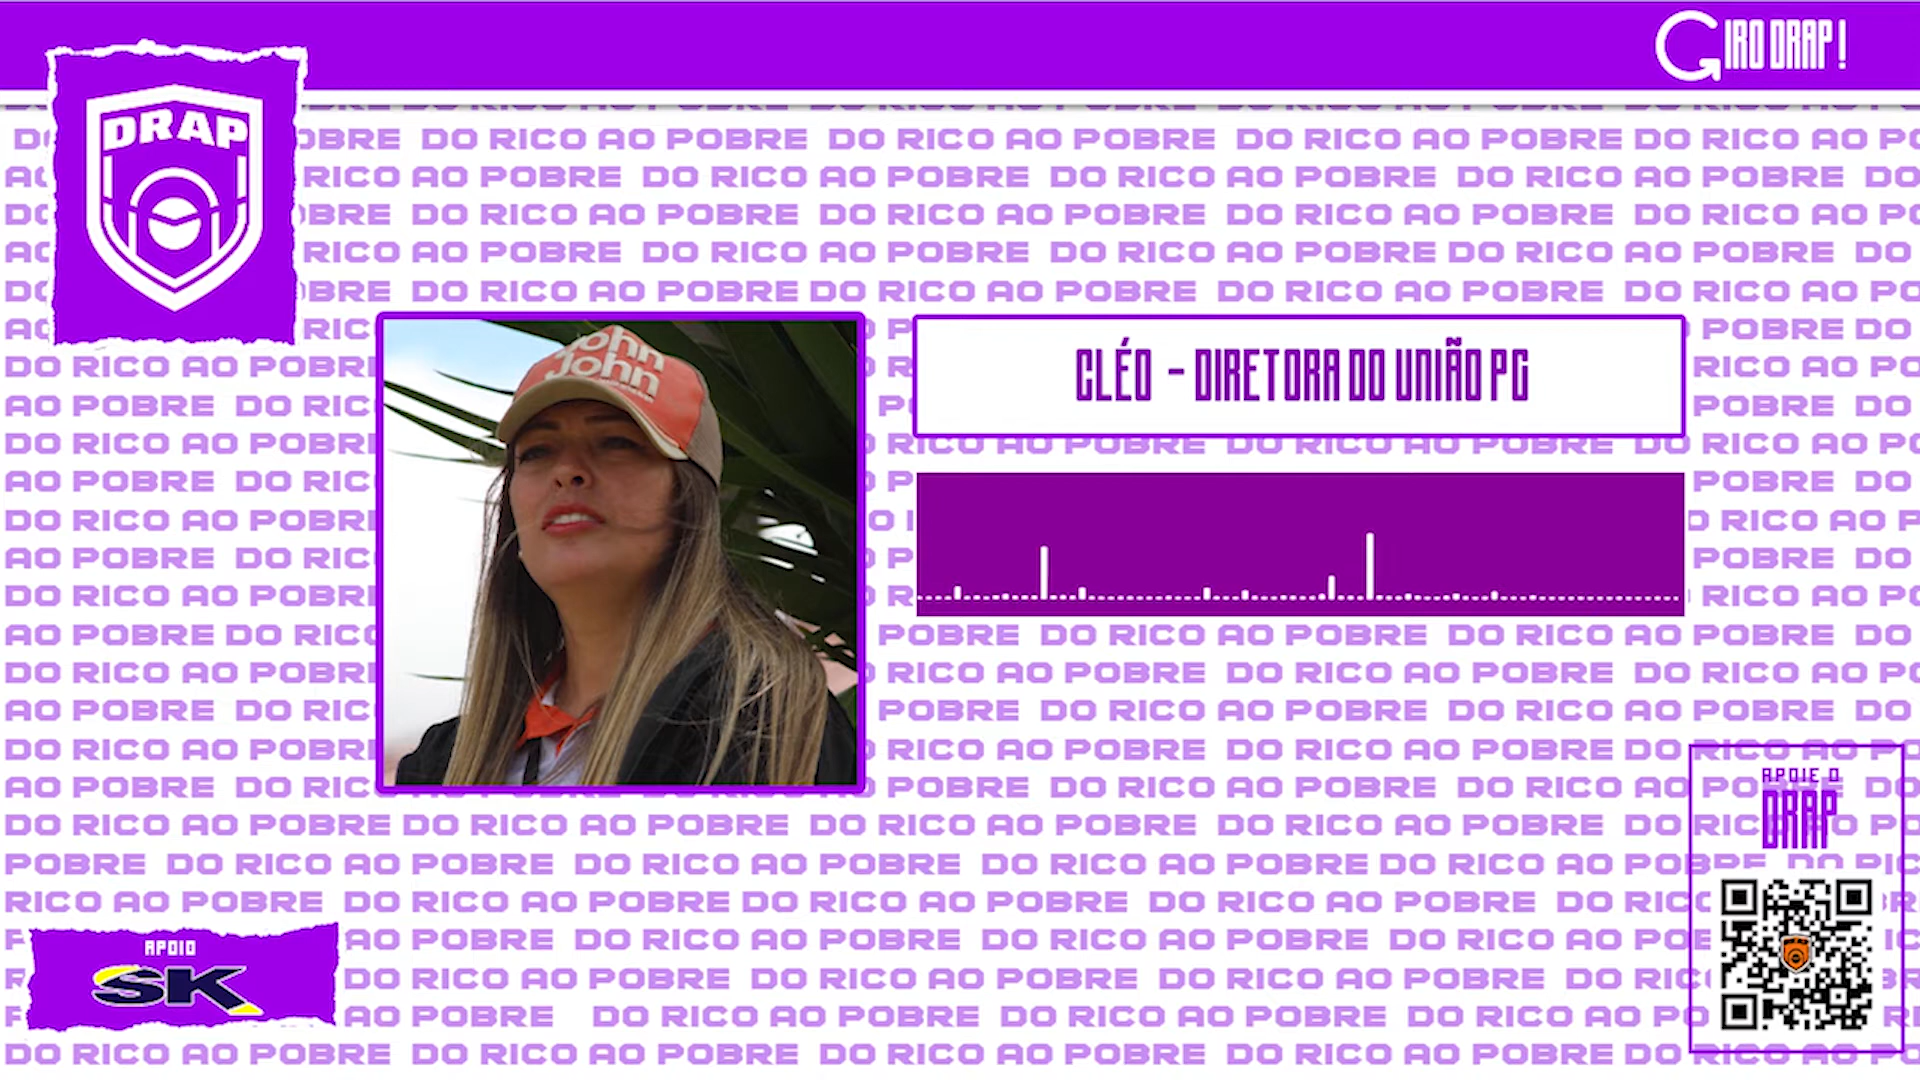 GIRO DRAP!
DRAP
DO RICO AO POBRE DO RICO AO POBRE DO RICO AO POBRE DO RICO AO
John
John
CLÉO - DIRETORA DO UNIÃO PG
APOIE O
DRAP
APOIO
SK